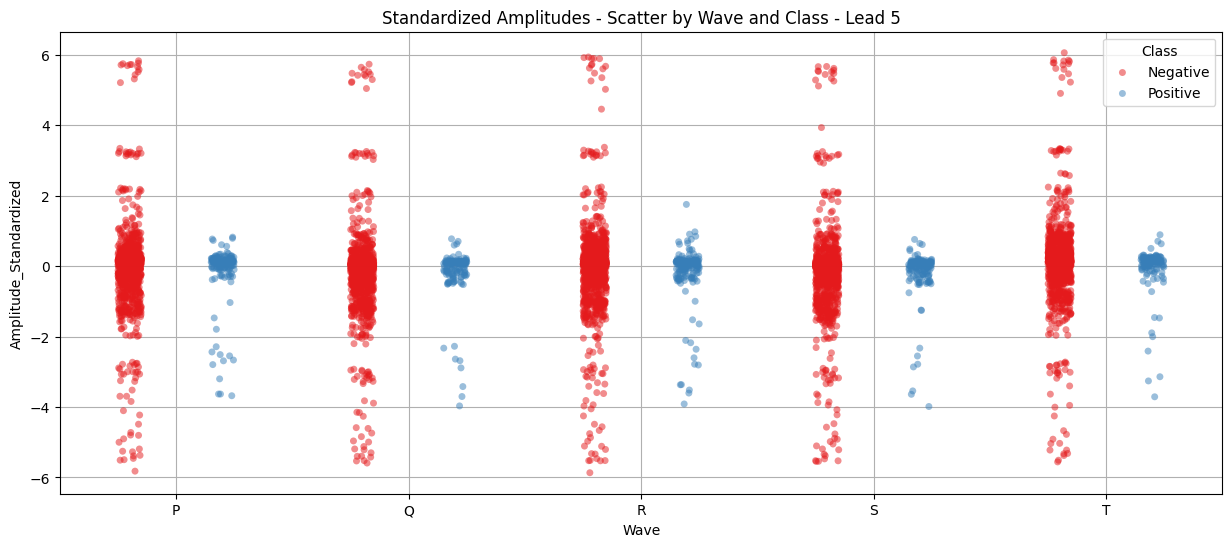 Standardized Amplitudes - Scatter by Wave and Class - Lead 5
Amplitude_Standardized
6
4
2
0
−2
−4
−6
Class
Negative
Positive
P Q R S T
Wave